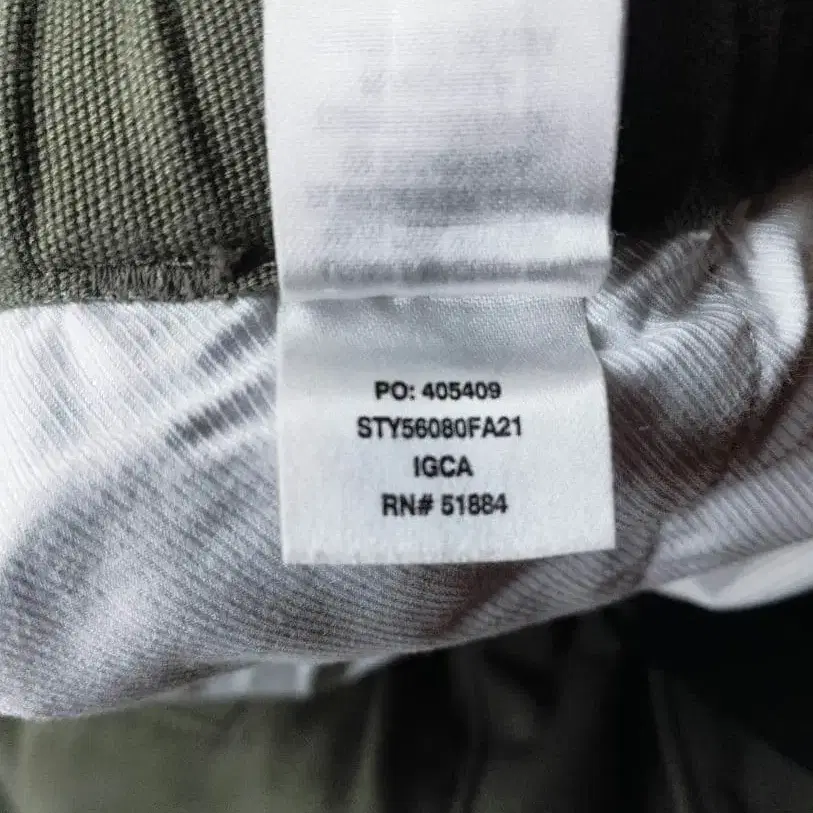 PO: 405409
STY56080FA21
IGCA
RN# 51884